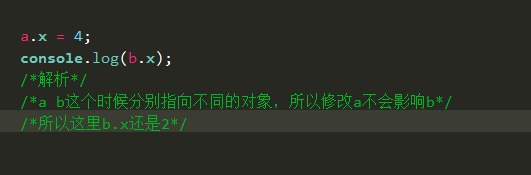 a.x = 4;
console.log(b.x);
/*解析*/
/*a b这个时候分别指向不同的对象，所以修改a不会影响b*/
/*所以这里b.x还是2*/